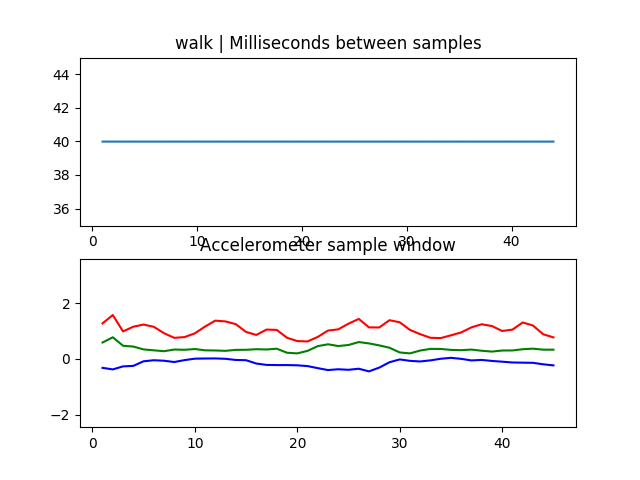 walk | Milliseconds between samples
44
42
40
38
36
0 10 20 30 40
Accelerometer sample window
2
0
−2
0 10 20 30 40